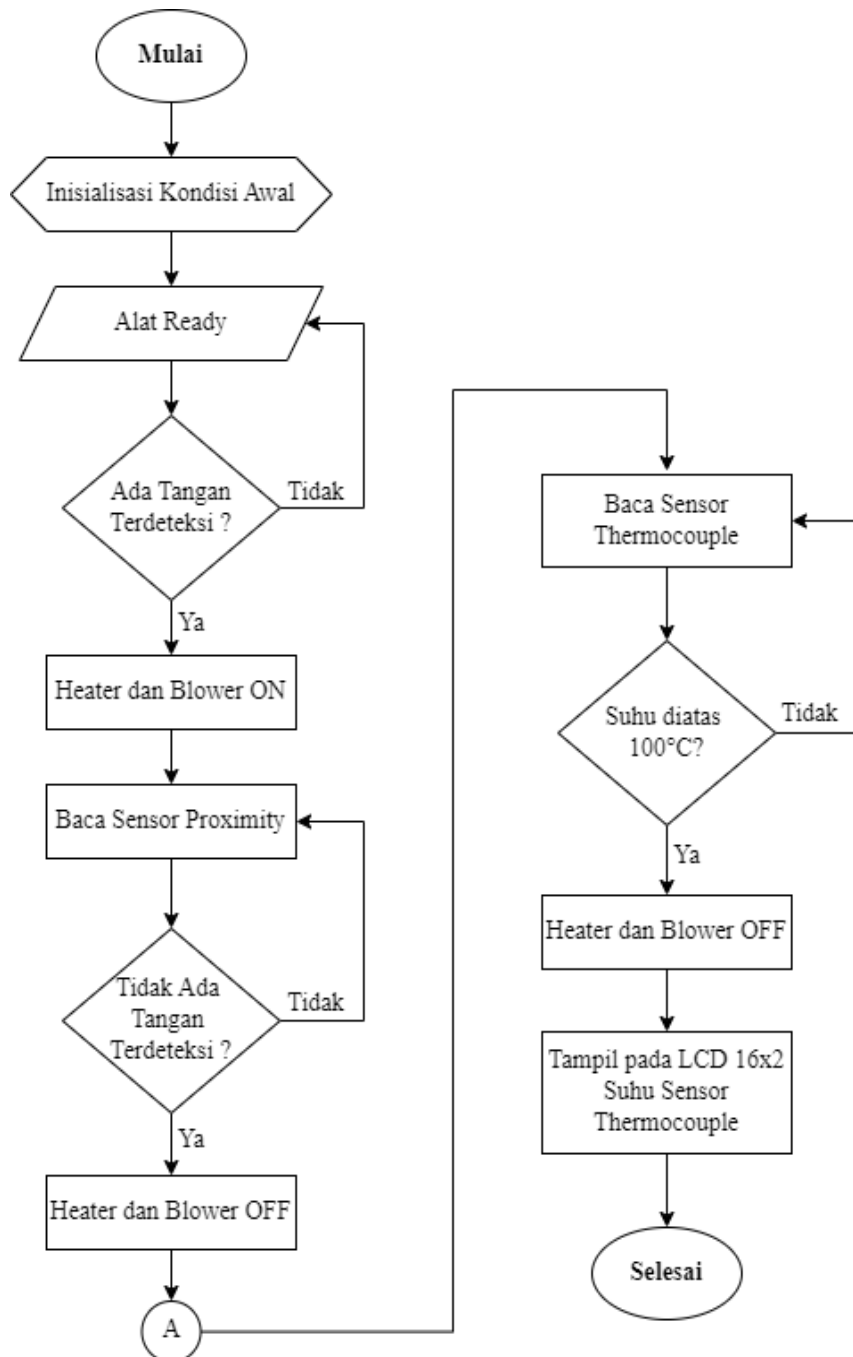 Mulai
Inisialisasi Kondisi Awal
Alat Ready
Ada Tangan
Terdeteksi ?
Tidak
Ya
Heater dan Blower ON
Baca Sensor Proximity
Tidak Ada
Tangan
Terdeteksi ?
Tidak
Ya
Heater dan Blower OFF
A
Baca Sensor
Thermocouple
Suhu diatas
100°C?
Tidak
Ya
Heater dan Blower OFF
Tampil pada LCD 16x2
Suhu Sensor
Thermocouple
Selesai